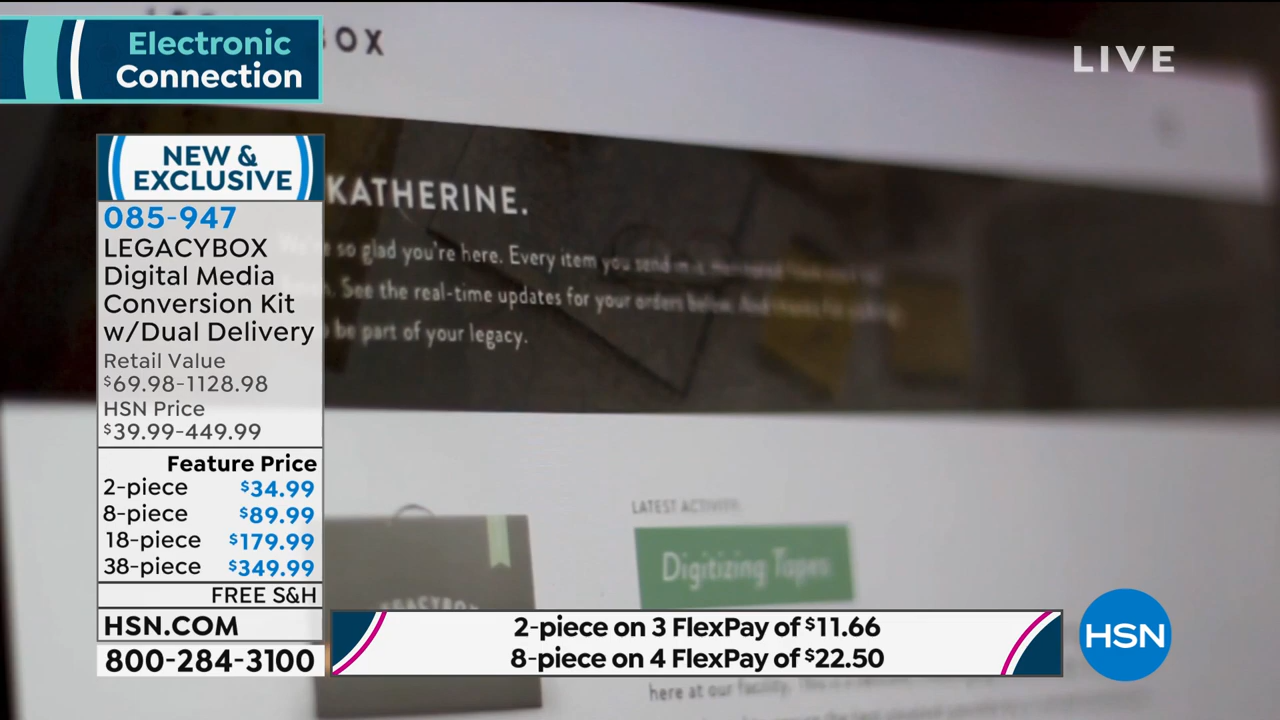 Electronic
Connection
BOX
LIVE
NEW &
EXCLUSIVE
085-947
LEGACYBOX
Digital Media
Conversion Kit
w/Dual Delivery
Retail Value
$69.98-1128.98
HSN Price
$39.99-449.99
Feature Price
2-piece $34.99
8-piece $89.99
18-piece $179.99
38-piece $349.99
FREE S&H
HSN.COM
800-284-3100
KATHERINE.
so glad you're here. Every item you send
See the real-time updates for your orders below. And thanks for
be part of your legacy.
LATEST ACTIVITY
Digitizing Tapes
LEGACYBOX
2-piece on 3 FlexPay of $11.66
8-piece on 4 FlexPay of $22.50
HSN
here at our facility.